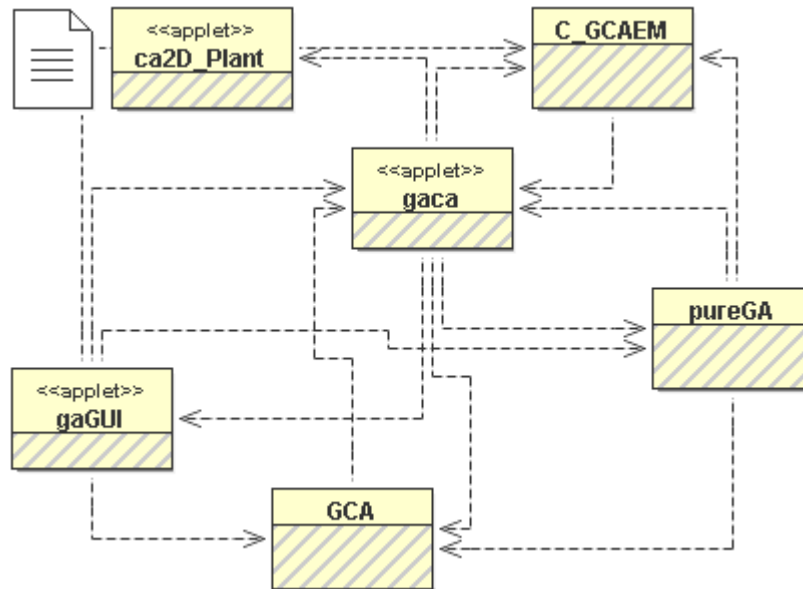 <<applet>>
ca2D_Plant
C_GCAEM
<<applet>>
gaca
pureGA
<<applet>>
gaGUI
GCA